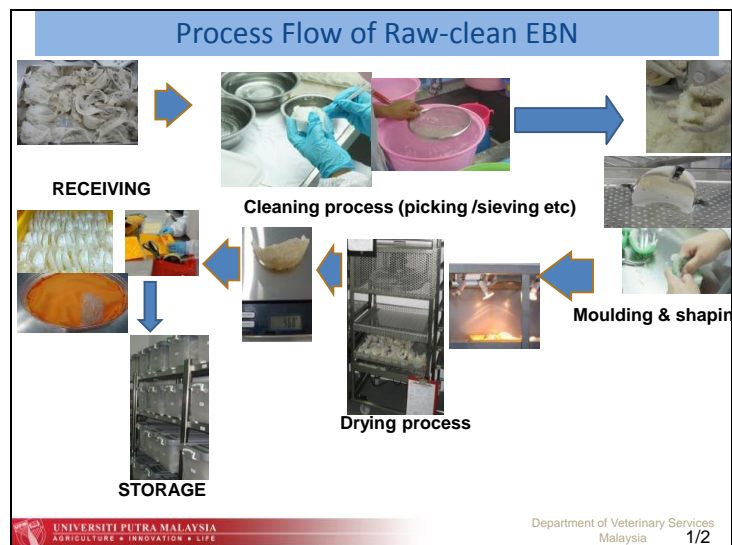 Process Flow of Raw-clean EBN
RECEIVING
Cleaning process (picking /sieving etc)
Moulding & shapin
Drying process
STORAGE
UNIVERSITI PUTRA MALAYSIA
AGRICULTURE • INNOVATION • LIFE
Department of Veterinary Services
Malaysia
1/2